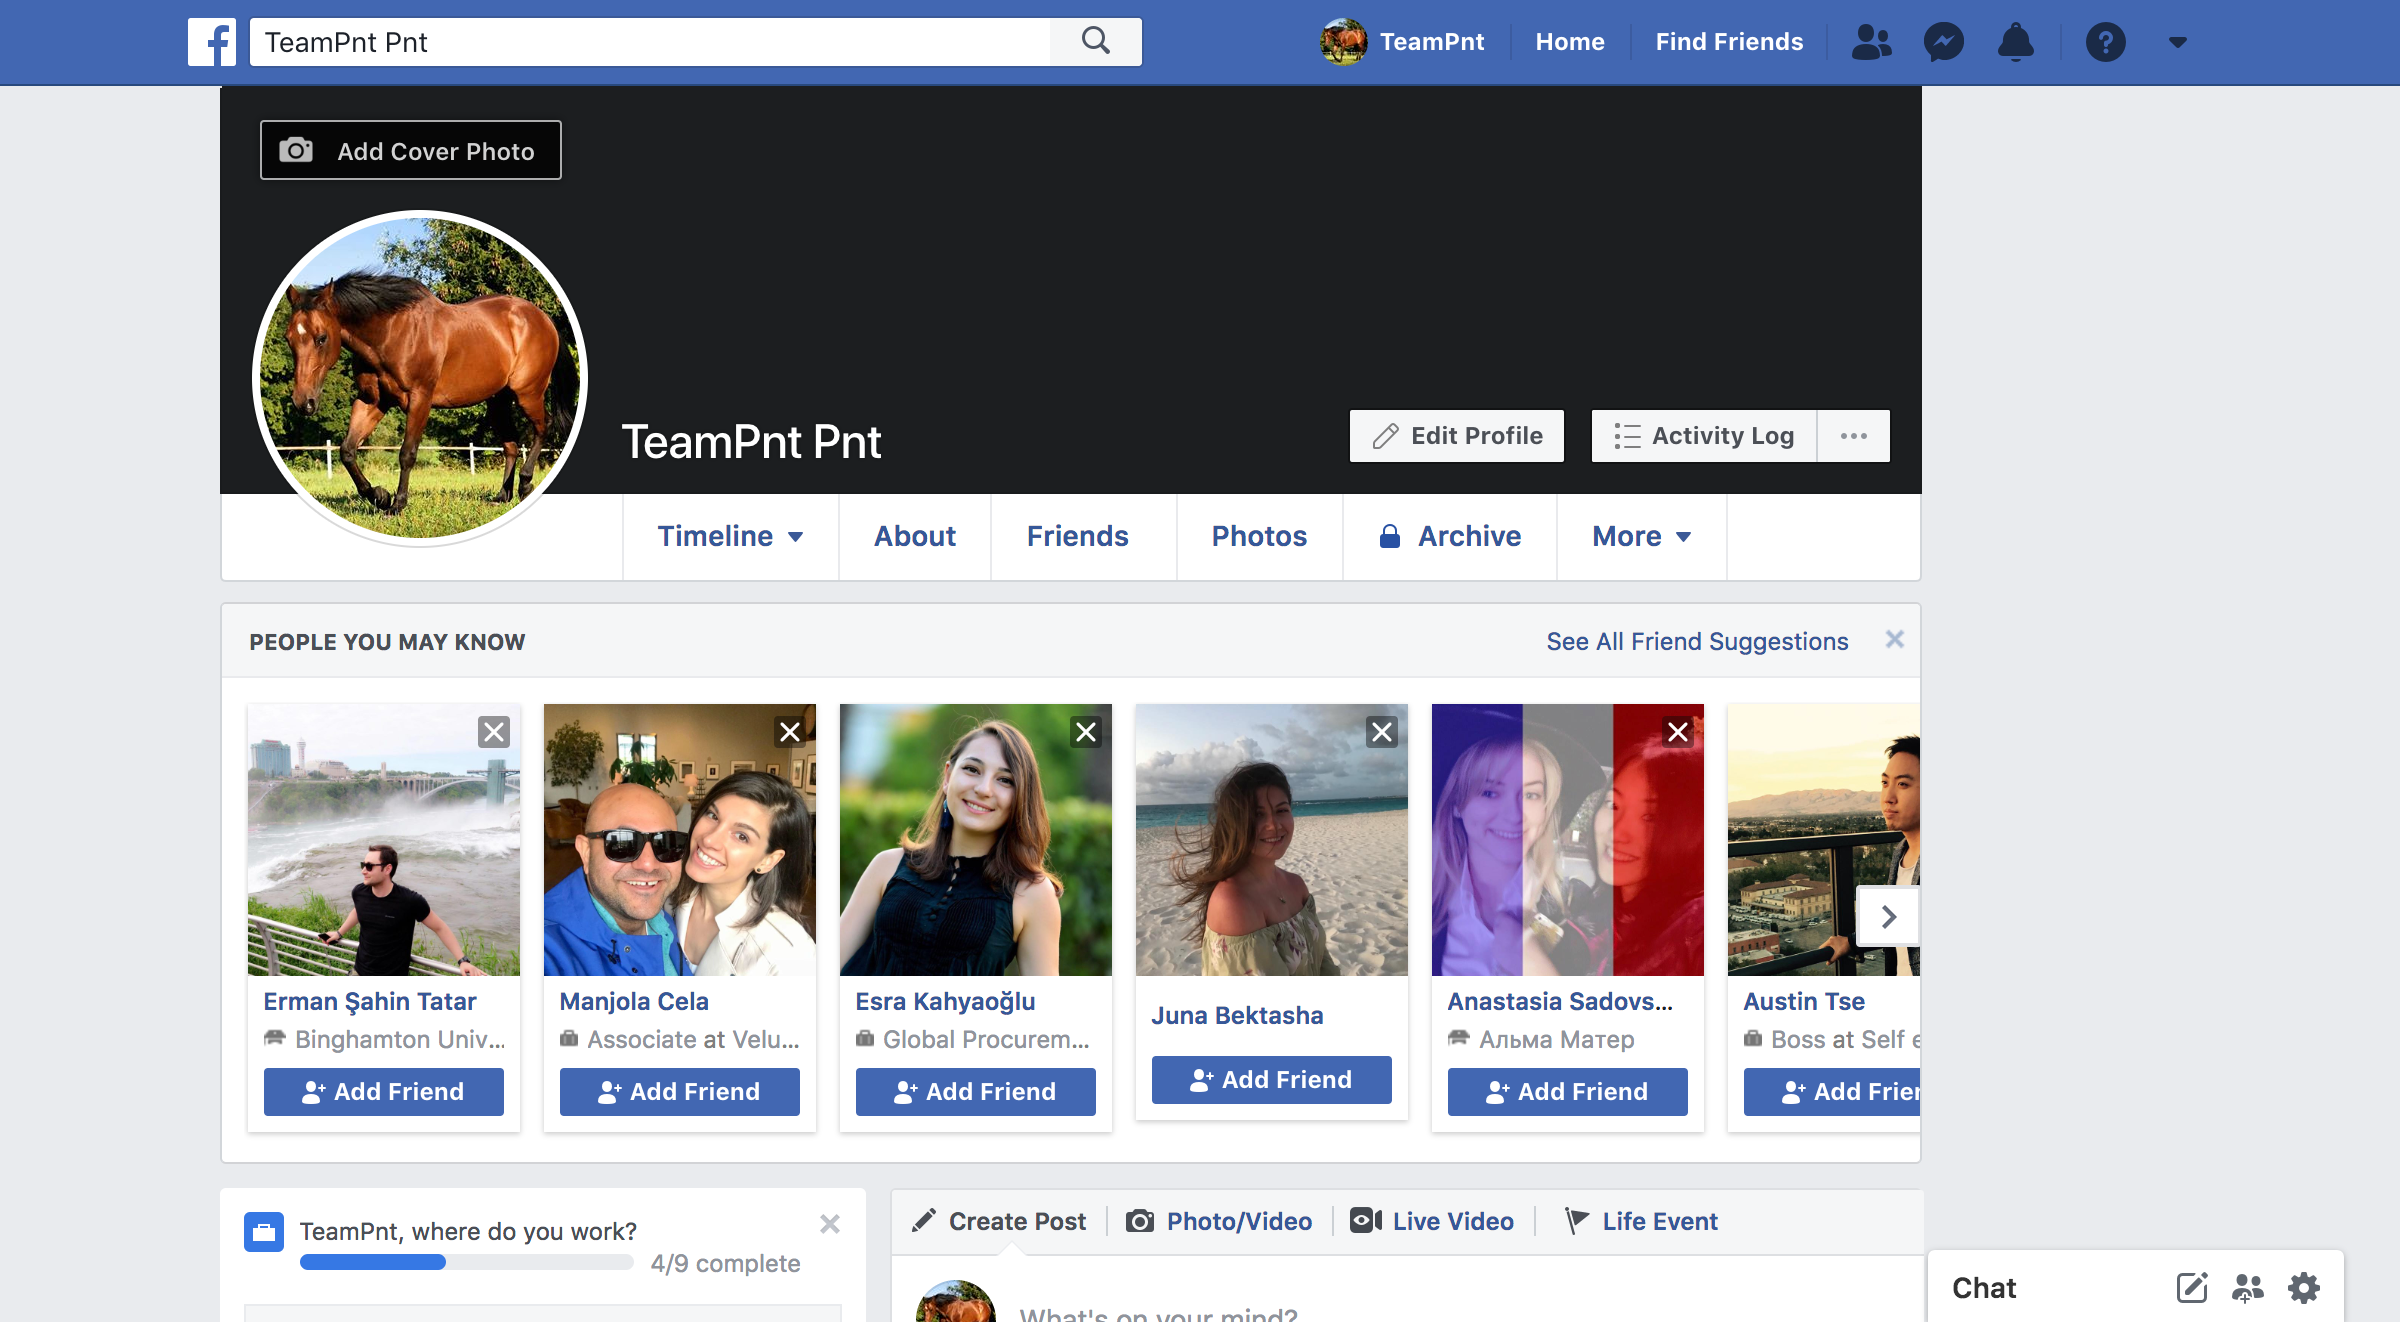 TeamPnt Pnt
TeamPnt
Home
Find Friends
Add Cover Photo
TeamPnt Pnt
Edit Profile
Activity Log
Timeline
About
Friends
Photos
Archive
More
PEOPLE YOU MAY KNOW
See All Friend Suggestions
Erman Şahin Tatar
Binghamton Univ...
Add Friend
Manjola Cela
Associate at Velu...
Add Friend
Esra Kahyaoğlu
Global Procurem...
Add Friend
Juna Bektasha
Add Friend
Anastasia Sadovs...
Альма Матер
Add Friend
Austin Tse
Boss at Self
Add
TeamPnt, where do you work?
4/9 complete
Create Post
Photo/Video
Live Video
Life Event
What's on your mind?
Chat